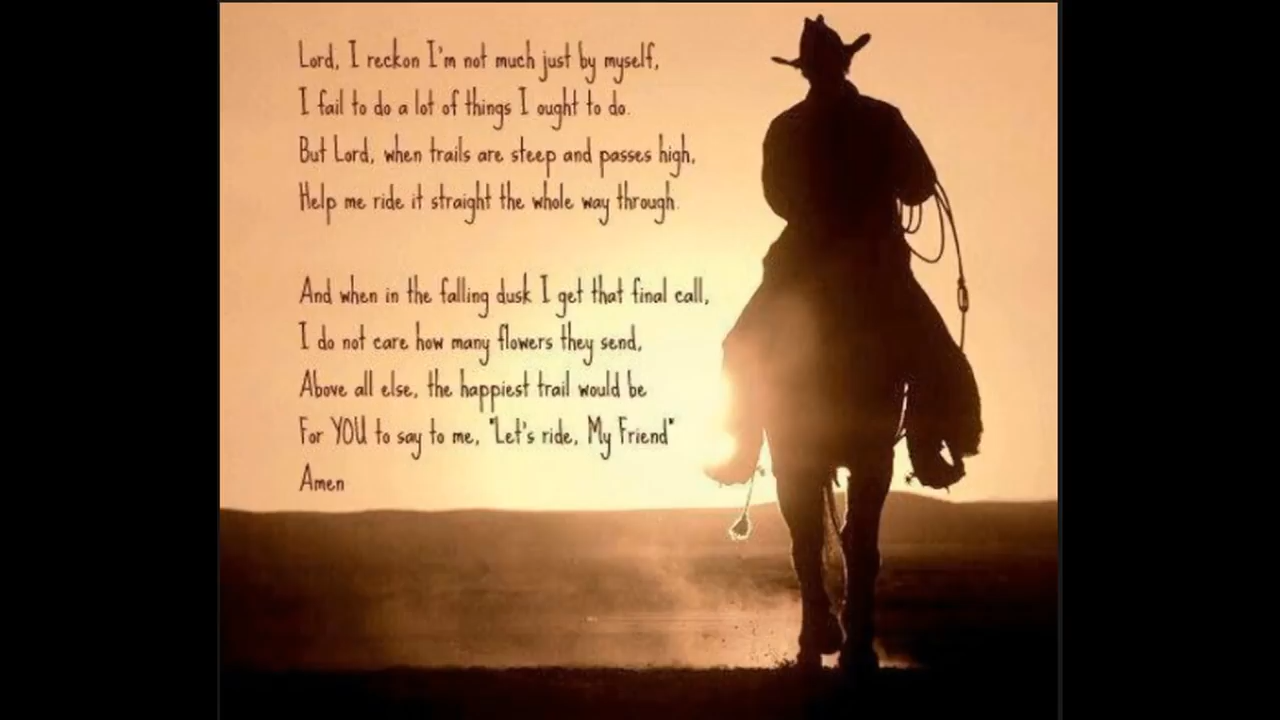 Lord, I reckon I'm not much just by myself,
I fail to do a lot of things I ought to do.
But Lord, when trails are steep and passes high,
Help me ride it straight the whole way through.
And when in the falling dusk I get that final call,
I do not care how many flowers they send,
Above all else, the happiest trail would be
For YOU to say to me, "Let's ride, My Friend"
Amen